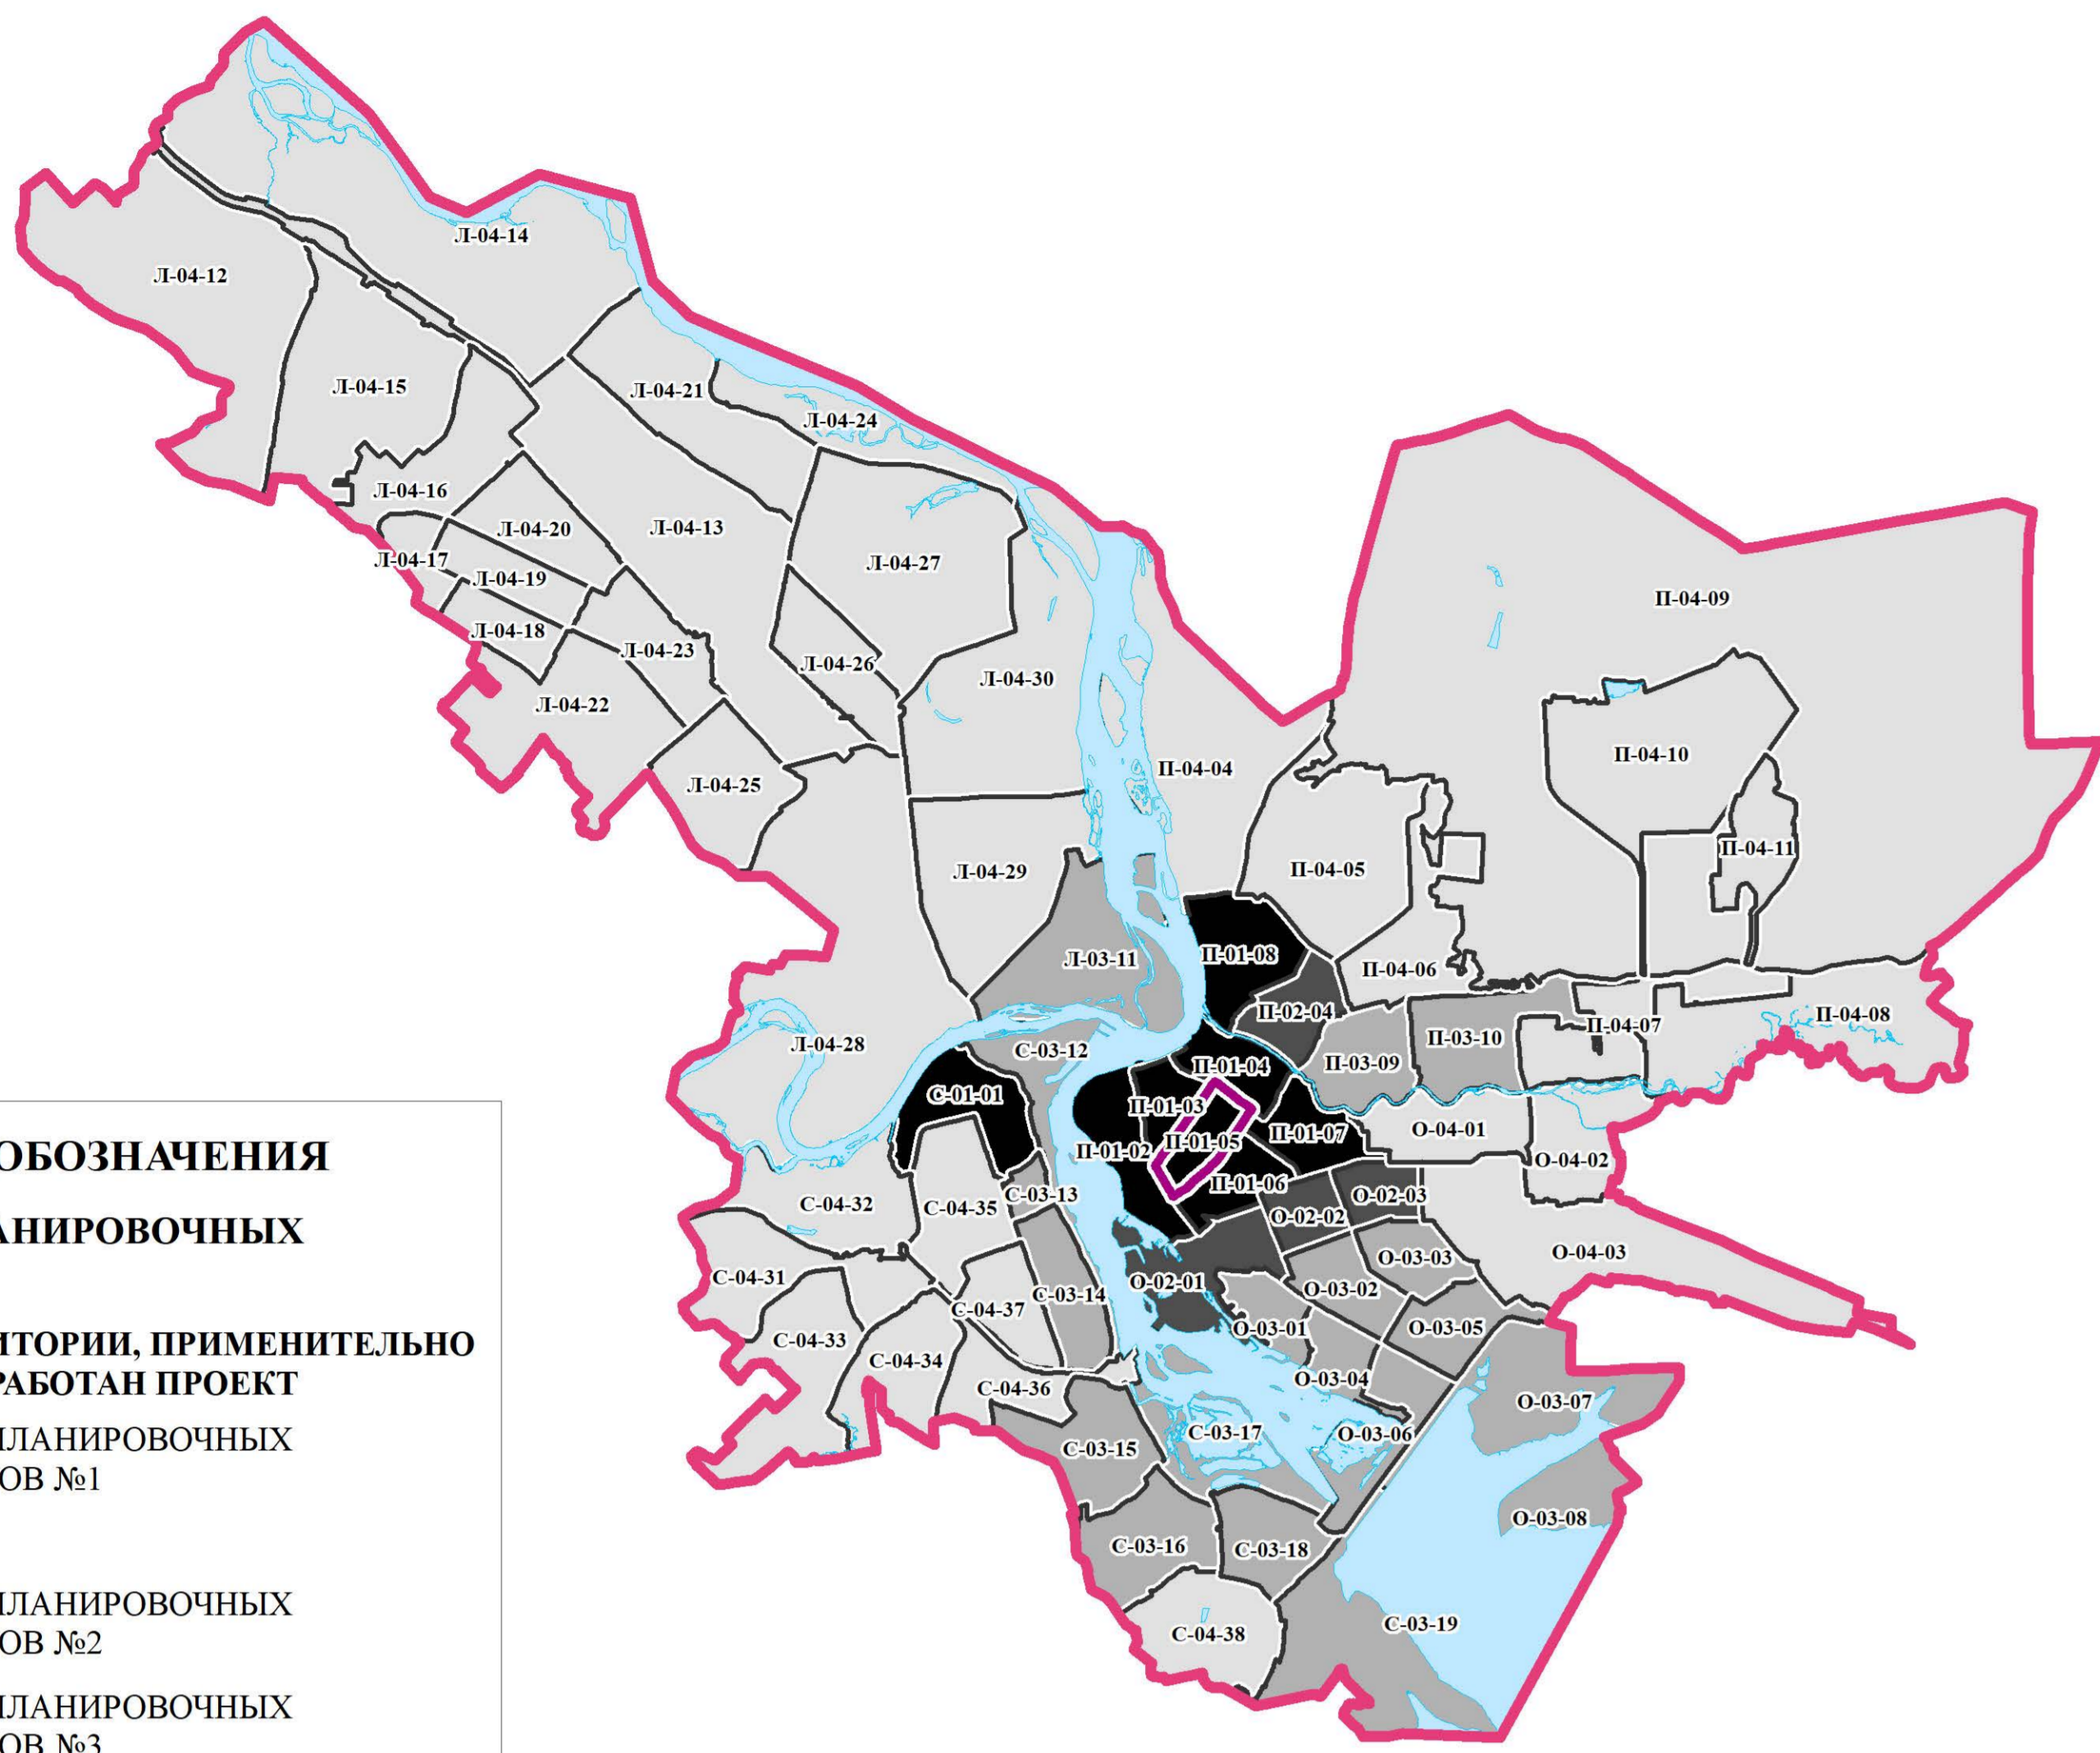 Л-04-14
Л-04-12
Л-04-15
Л-04-21
Л-04-24
Л-04-16
Л-04-20
Л-04-13
Л-04-17
Л-04-19
Л-04-27
П-04-09
Л-04-18
Л-04-23
Л-04-26
Л-04-30
Л-04-22
П-04-10
П-04-04
Л-04-25
П-04-11
Л-04-29
П-04-05
Л-03-11
П-01-08
П-04-06
П-02-04
П-04-08
П-04-07
Л-04-28
С-03-12
П-03-10
П-03-09
П-01-04
С-01-01
П-01-03
О-04-01
П-01-07
П-01-05
П-01-02
О-04-02
П-01-06
С-03-13
О-02-03
С-04-32
С-04-35
О-02-02
О-04-03
О-03-03
С-04-31
О-02-01
О-03-02
С-03-14
С-04-37
О-03-01
О-03-05
С-04-33
С-04-34
О-03-04
С-04-36
О-03-07
С-03-17
О-03-06
С-03-15
О-03-08
С-03-16
С-03-18
С-03-19
С-04-38
ОБОЗНАЧЕНИЯ
АНИРОВОЧНЫХ
ИТОРИИ, ПРИМЕНИТЕЛЬНО
РАБОТАН ПРОЕКТ
ПЛАНИРОВОЧНЫХ
ОВ №1
ПЛАНИРОВОЧНЫХ
ОВ №2
ПЛАНИРОВОЧНЫХ
ОВ №3